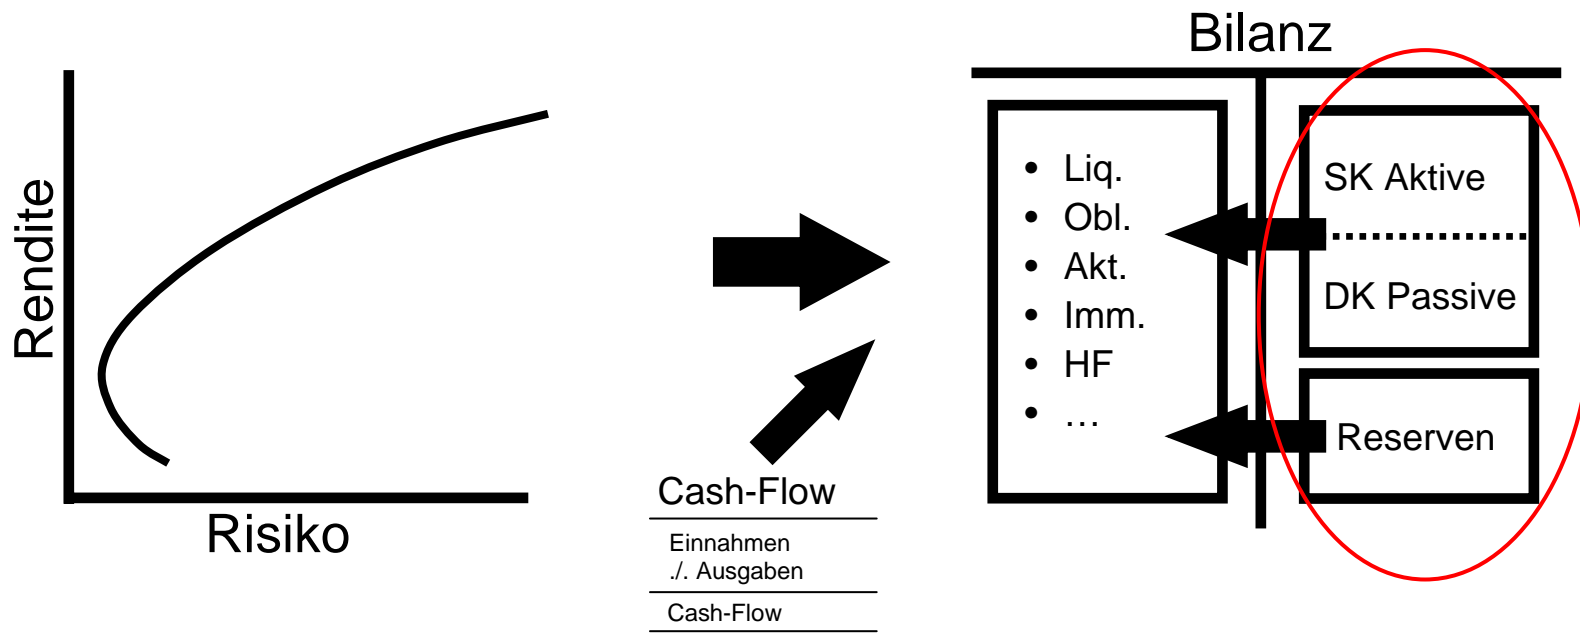 Rendite
Risiko
Cash-Flow
Einnahmen
./. Ausgaben
Cash-Flow
Bilanz
• Liq.
• Obl.
• Akt.
• Imm.
• HF
• …
SK Aktive
DK Passive
Reserven